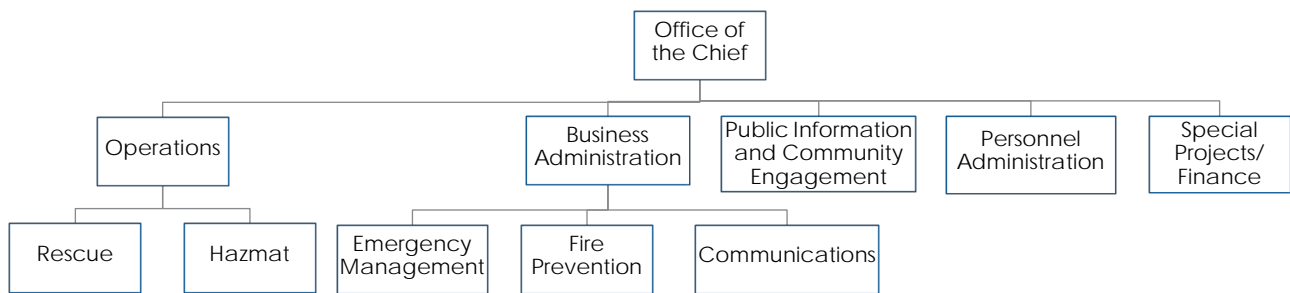 Office of
the Chief
Operations
Business
Administration
Public Information
and Community
Engagement
Personnel
Administration
Special
Projects/
Finance
Rescue
Hazmat
Emergency
Management
Fire
Prevention
Communications